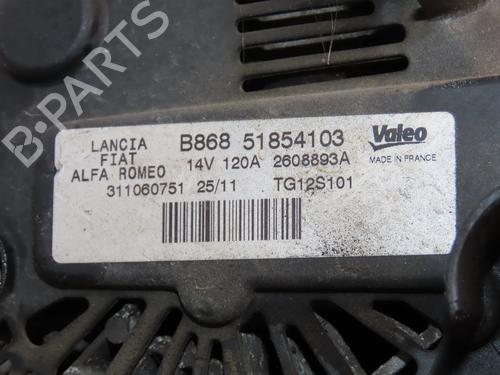 B-PARTS
LANCIA
FIAT
ALFA ROMEO
B868 51854103
14V 120A 2608893A
311060751 25/11 TG12S101
Valeo
MADE IN FRANCE